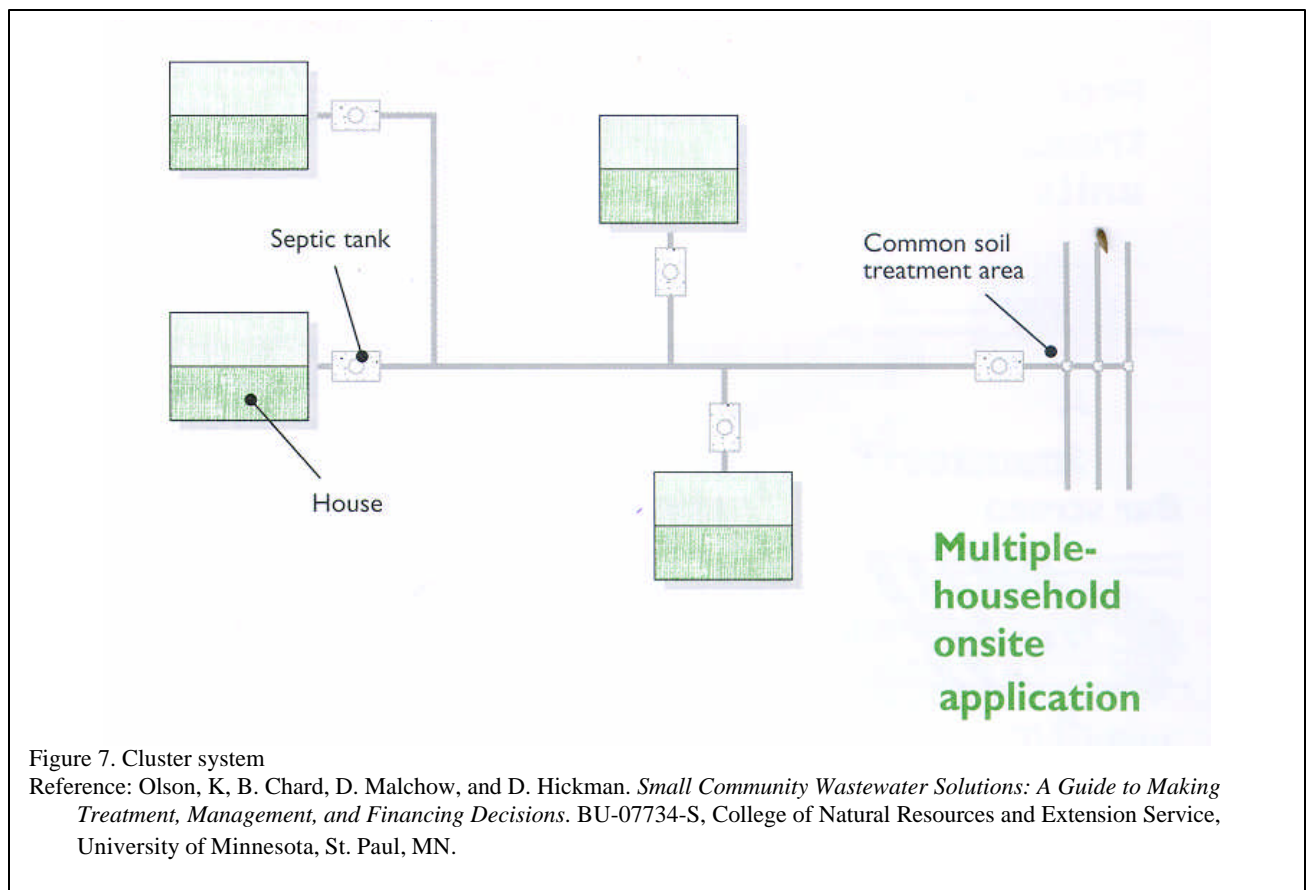 Septic tank
Common soil
treatment area
House
Multiple-
household
onsite
application
Figure 7. Cluster system
Reference: Olson, K, B. Chard, D. Malchow, and D. Hickman. Small Community Wastewater Solutions: A Guide to Making
Treatment, Management, and Financing Decisions. BU-07734-S, College of Natural Resources and Extension Service,
University of Minnesota, St. Paul, MN.